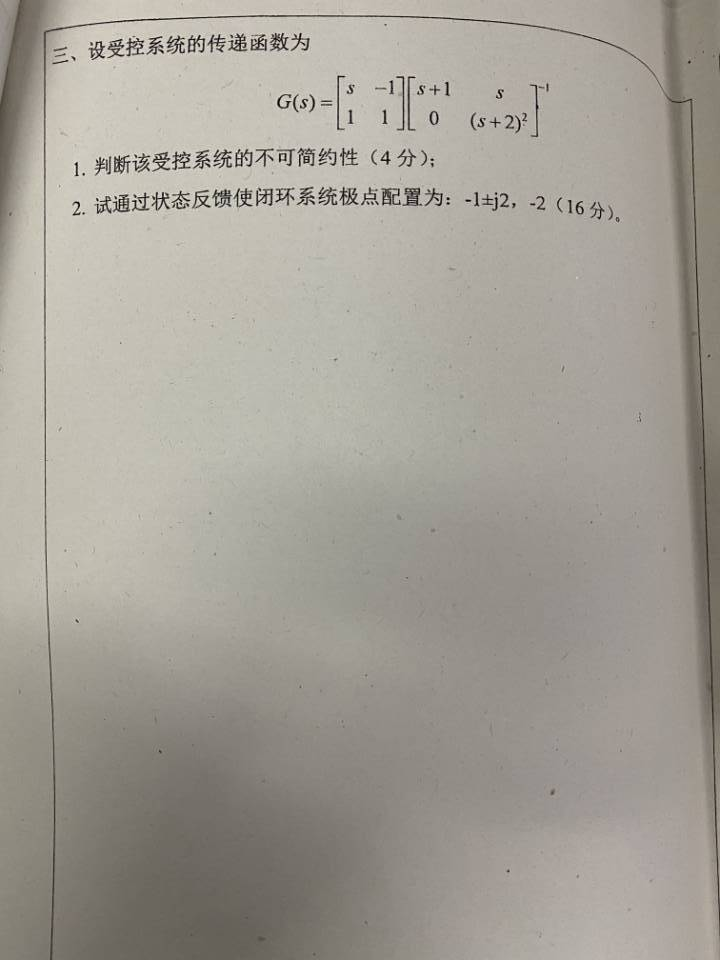 三、设受控系统的传递函数为
G(s)=[s −1; 1 1][s+1 s; 0 (s+2)²]⁻¹
1. 判断该受控系统的不可简约性（4 分）；
2. 试通过状态反馈使闭环系统极点配置为：-1±j2，-2（16 分）。